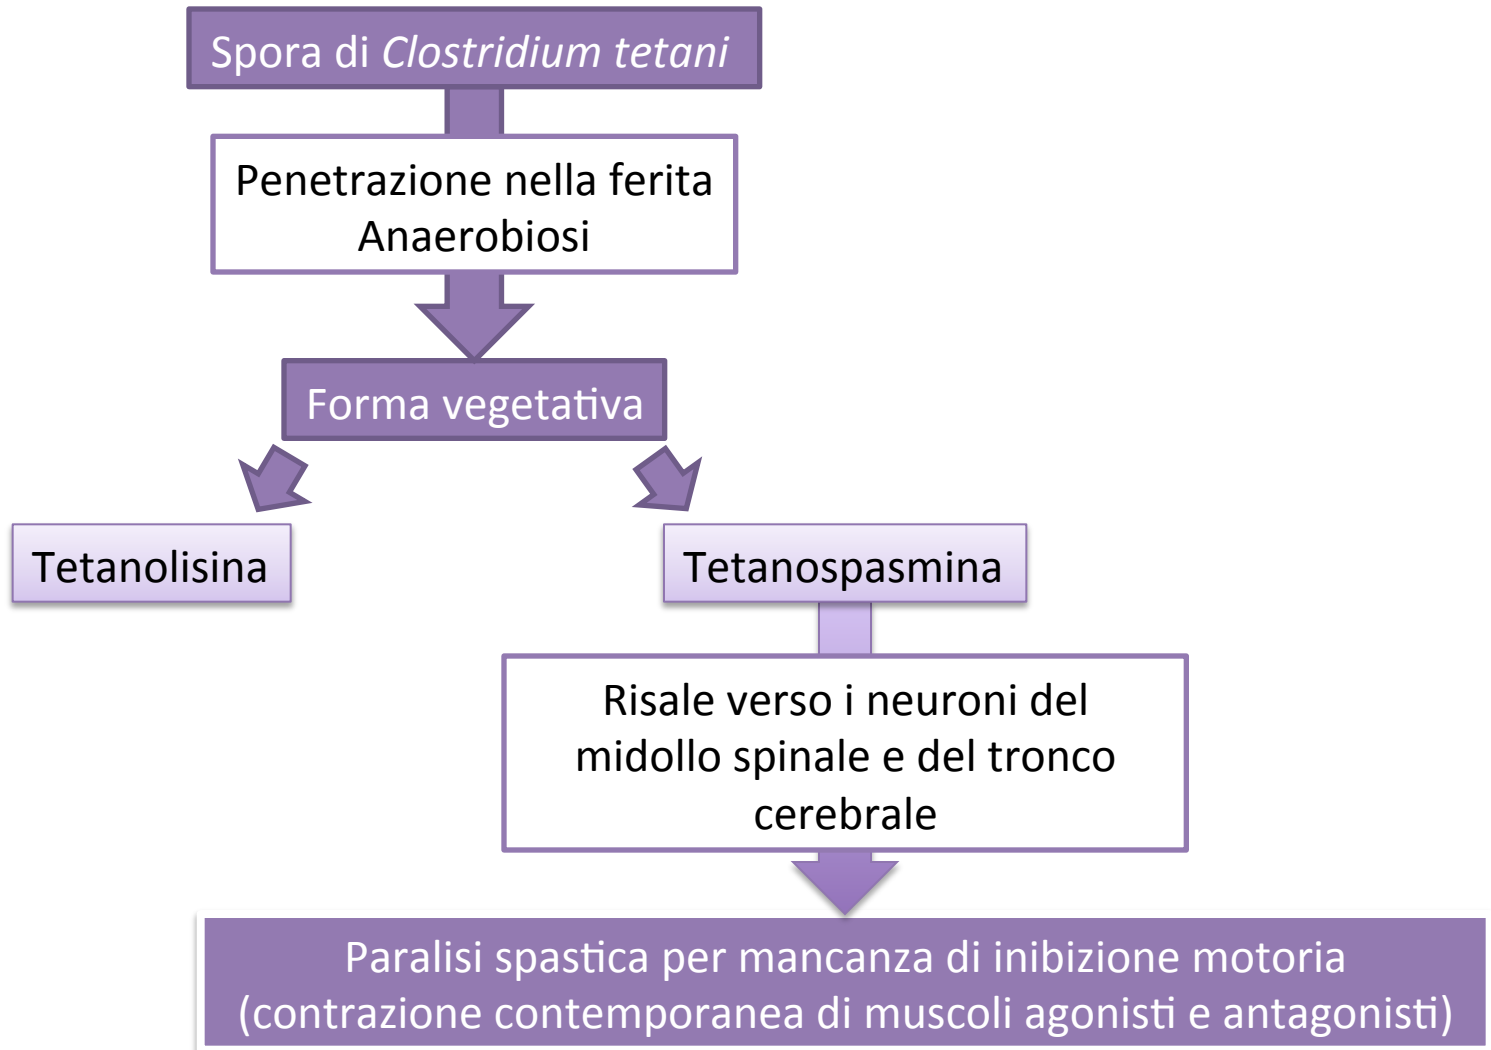 Spora di Clostridium tetani
Penetrazione nella ferita
Anaerobiosi
Forma vegetativa
Tetanolisina
Tetanospasmina
Risale verso i neuroni del
midollo spinale e del tronco
cerebrale
Paralisi spastica per mancanza di inibizione motoria
(contrazione contemporanea di muscoli agonisti e antagonisti)